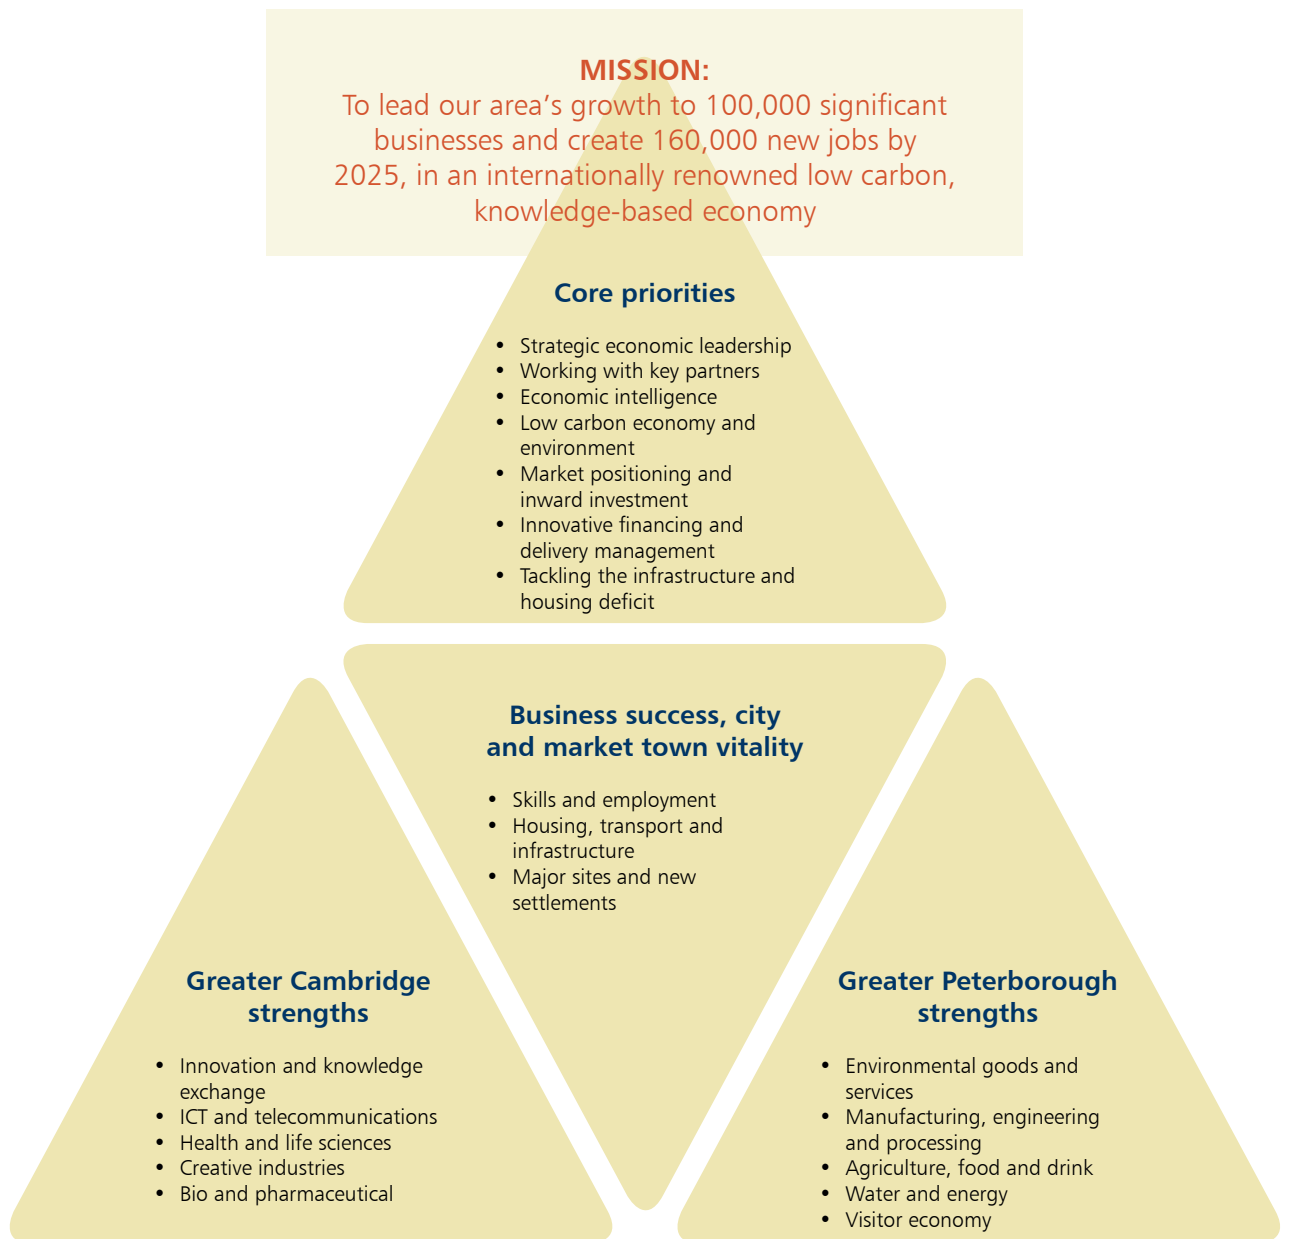 MISSION:
To lead our area’s growth to 100,000 significant
businesses and create 160,000 new jobs by
2025, in an internationally renowned low carbon,
knowledge-based economy
Core priorities
• Strategic economic leadership
• Working with key partners
• Economic intelligence
• Low carbon economy and
environment
• Market positioning and
inward investment
• Innovative financing and
delivery management
• Tackling the infrastructure and
housing deficit
Business success, city
and market town vitality
• Skills and employment
• Housing, transport and
infrastructure
• Major sites and new
settlements
Greater Cambridge
strengths
• Innovation and knowledge
exchange
• ICT and telecommunications
• Health and life sciences
• Creative industries
• Bio and pharmaceutical
Greater Peterborough
strengths
• Environmental goods and
services
• Manufacturing, engineering
and processing
• Agriculture, food and drink
• Water and energy
• Visitor economy